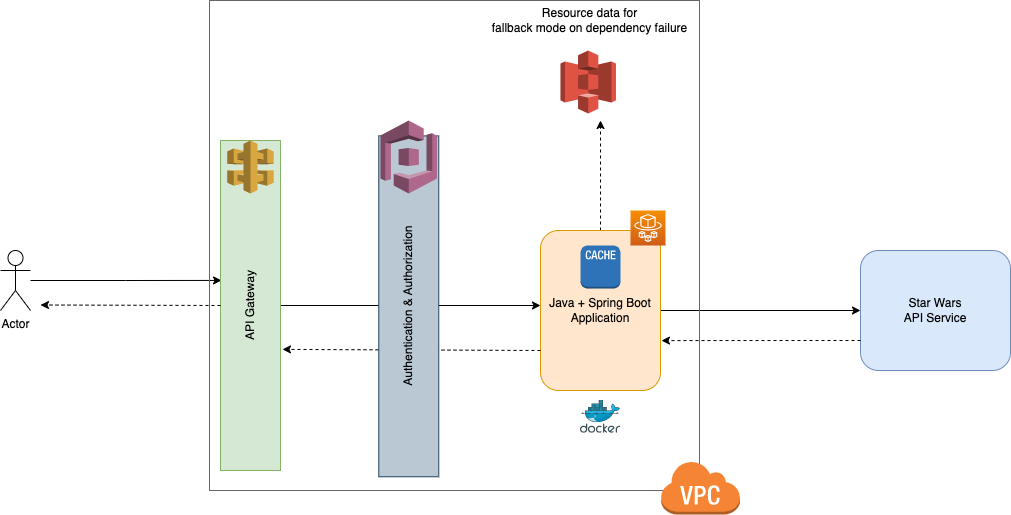 Resource data for
fallback mode on dependency failure
API Gateway
Authentication & Authorization
CACHE
Java + Spring Boot
Application
Star Wars
API Service
Actor
docker
VPC